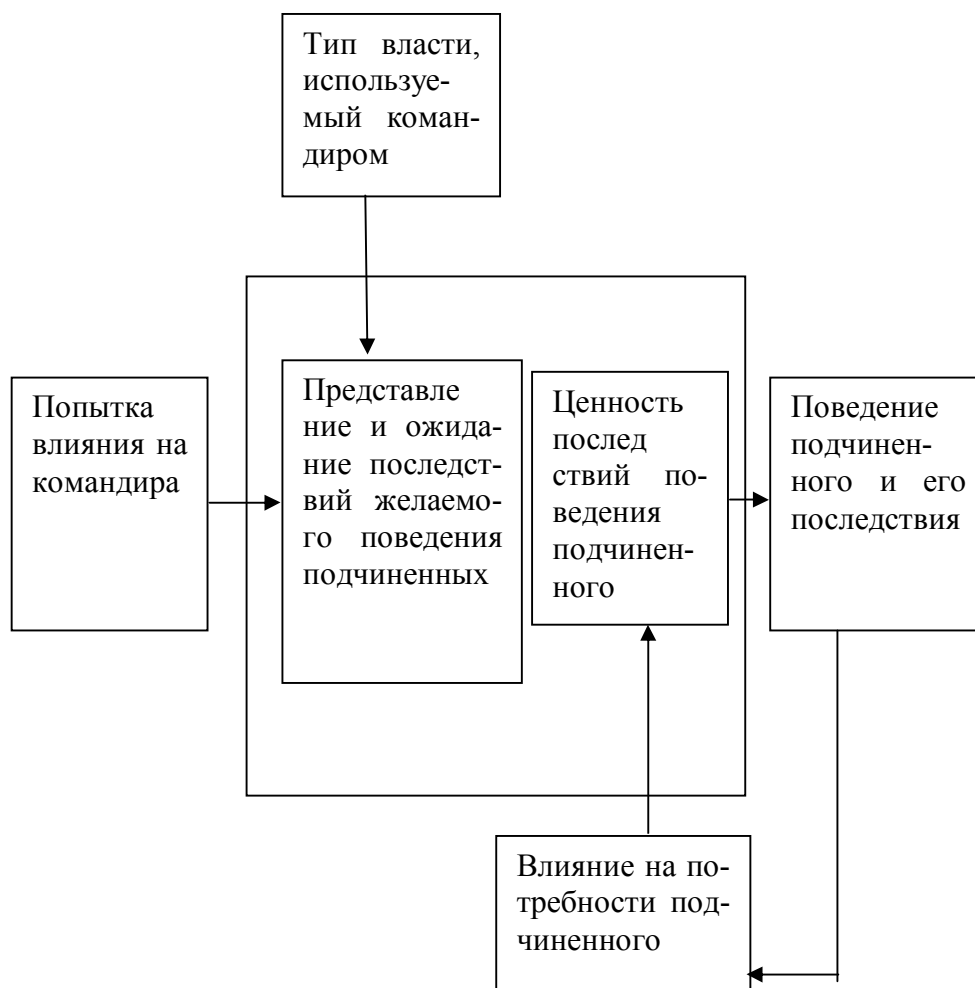 Тип власти,
используе-
мый коман-
диром
Попытка
влияния на
командира
Представле
ние и ожида-
ние последст-
вий желаемо-
го поведения
подчиненных
Ценность
послед
ствий по-
ведения
подчинен-
ного
Поведение
подчинен-
ного и его
последствия
Влияние на по-
требности под-
чиненного